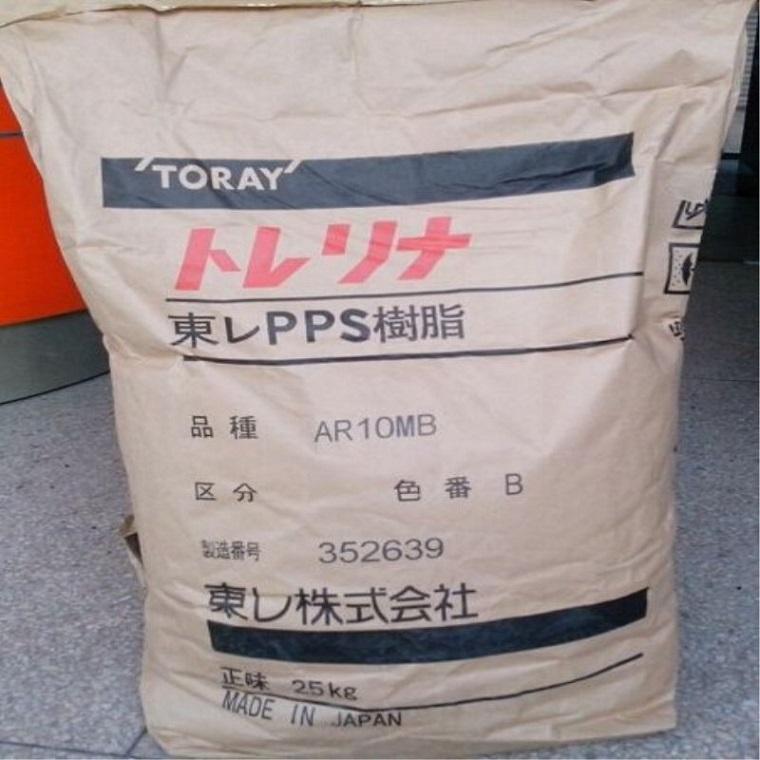 TORAY
トレリナ
東レPPS樹脂
品種 AR10MB
区分 色番 B
製造番号 352639
東レ株式会社
正味 25kg
MADE IN JAPAN